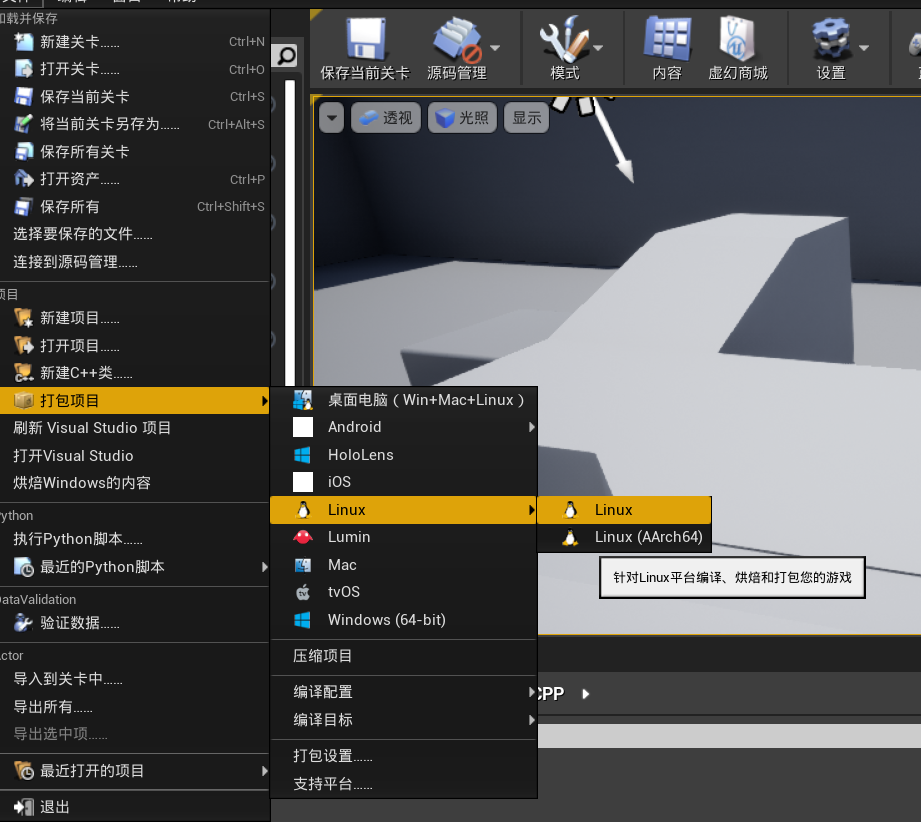 加载并保存
新建关卡…… Ctrl+N
打开关卡…… Ctrl+O
保存当前关卡 Ctrl+S
将当前关卡另存为…… Ctrl+Alt+S
保存所有关卡
打开资产…… Ctrl+P
保存所有 Ctrl+Shift+S
选择要保存的文件……
连接到源码管理……
项目
新建项目……
打开项目……
新建C++类……
打包项目
刷新 Visual Studio 项目
打开Visual Studio
烘焙Windows的内容
ython
执行Python脚本……
最近的Python脚本
DataValidation
验证数据……
Actor
导入到关卡中……
导出所有……
导出选中项……
最近打开的项目
退出
保存当前关卡
源码管理
模式
内容
虚幻商城
设置
透视
光照
显示
桌面电脑（Win+Mac+Linux）
Android
HoloLens
iOS
Linux
Lumin
Mac
tvOS
Windows (64-bit)
压缩项目
编译配置
编译目标
打包设置……
支持平台……
Linux
Linux (AArch64)
针对Linux平台编译、烘焙和打包您的游戏
CPP